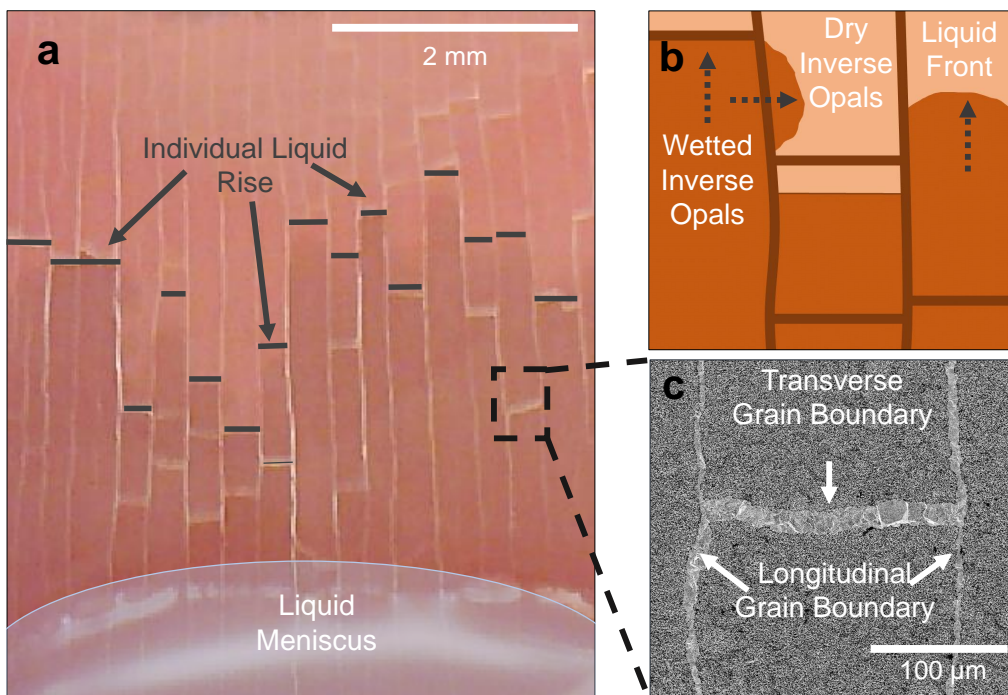 a
2 mm
Individual Liquid
Rise
Liquid
Meniscus
b
Dry
Inverse
Opals
Liquid
Front
Wetted
Inverse
Opals
c
Transverse
Grain Boundary
Longitudinal
Grain Boundary
100 µm